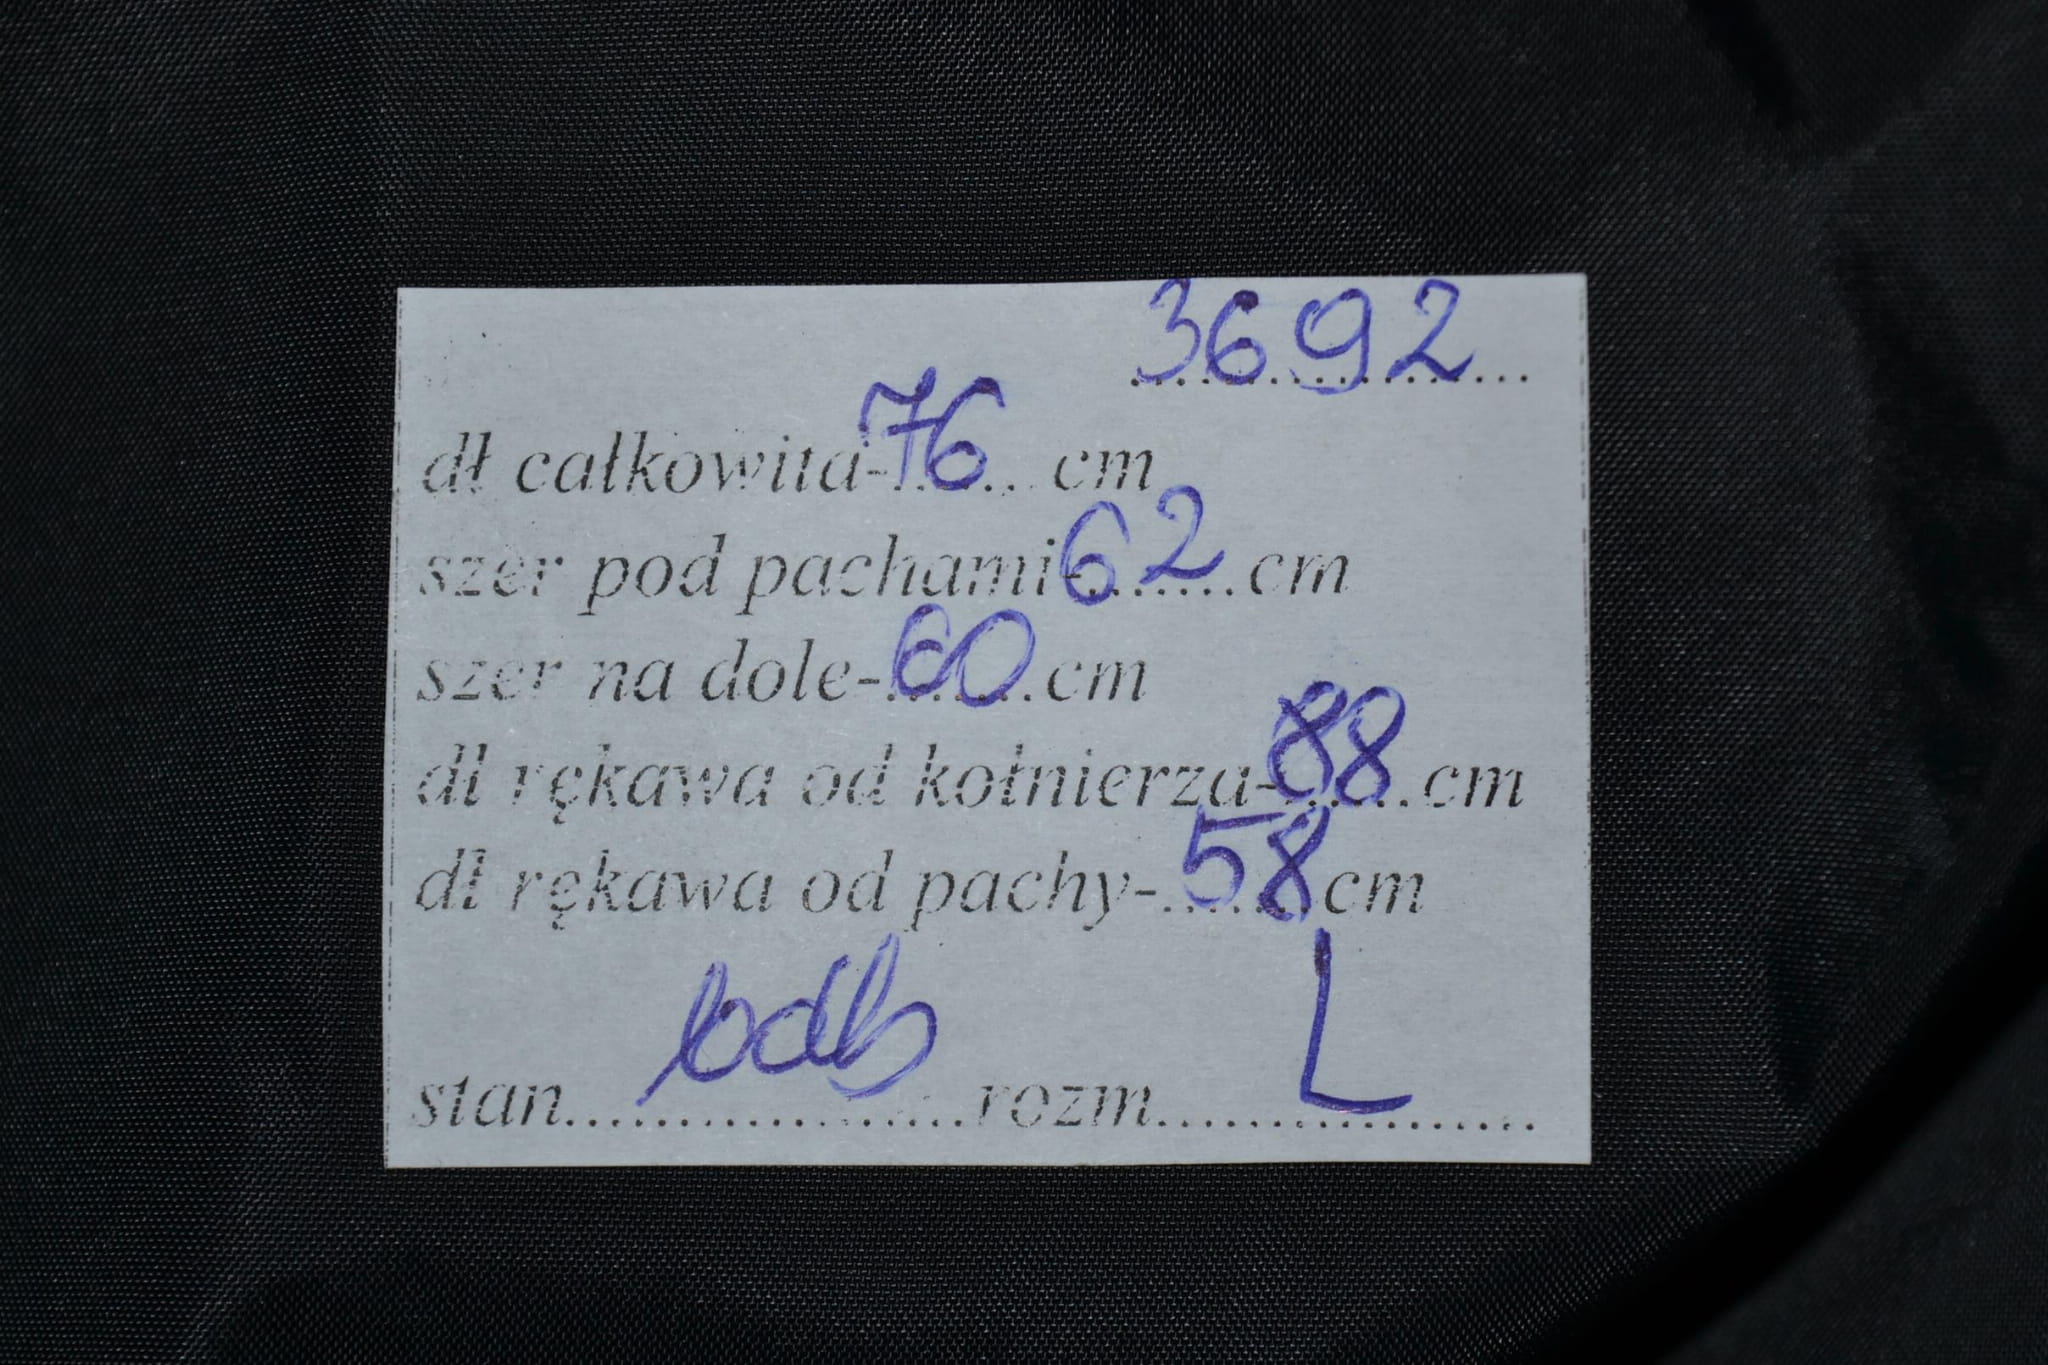 3692
dł całkowita-76...cm
szer pod pachami-62...cm
szer na dole-60...cm
dł rękawa od kołnierza-88...cm
dł rękawa od pachy-58...cm
stan bdb rozm L